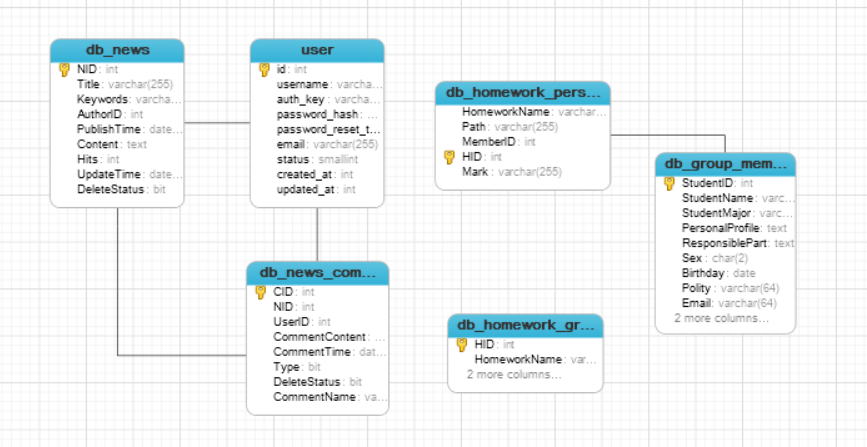 db_news
NID: int
Title: varchar(255)
Keywords: varcha...
AuthorID: int
PublishTime: date...
Content: text
Hits: int
UpdateTime: date...
DeleteStatus: bit
user
id: int
username: varcha...
auth_key: varcha...
password_hash: ...
password_reset_t...
email: varchar(255)
status: smallint
created_at: int
updated_at: int
db_homework_pers...
HomeworkName: varchar...
Path: varchar(255)
MemberID: int
HID: int
Mark: varchar(255)
db_group_mem...
StudentID: int
StudentName: varc...
StudentMajor: varc...
PersonalProfile: text
ResponsiblePart: text
Sex: char(2)
Birthday: date
Polity: varchar(64)
Email: varchar(64)
2 more columns...
db_news_com...
CID: int
NID: int
UserID: int
CommentContent: ...
CommentTime: dat...
Type: bit
DeleteStatus: bit
CommentName: va...
db_homework_gr...
HID: int
HomeworkName: var...
2 more columns...